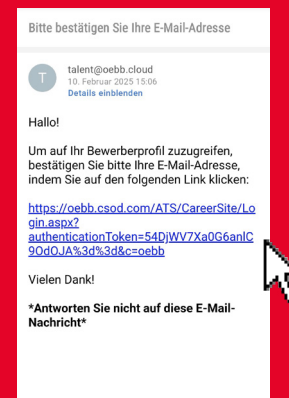 Bitte bestätigen Sie Ihre E-Mail-Adresse
T
talent@oebb.cloud
10. Februar 2025 15:06
Details einblenden
Hallo!
Um auf Ihr Bewerberprofil zuzugreifen,
bestätigen Sie bitte Ihre E-Mail-Adresse,
indem Sie auf den folgenden Link klicken:
https://oebb.csod.com/ATS/CareerSite/Lo
gin.aspx?
authenticationToken=54DjWV7Xa0G6anlC
9OdOJA%3d%3d&c=oebb
Vielen Dank!
*Antworten Sie nicht auf diese E-Mail-
Nachricht*